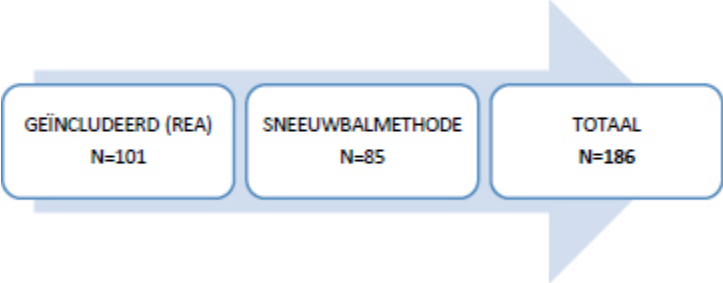 GEÏNCLUDEERD (REA)
N=101
SNEEUWBALMETHODE
N=85
TOTAAL
N=186